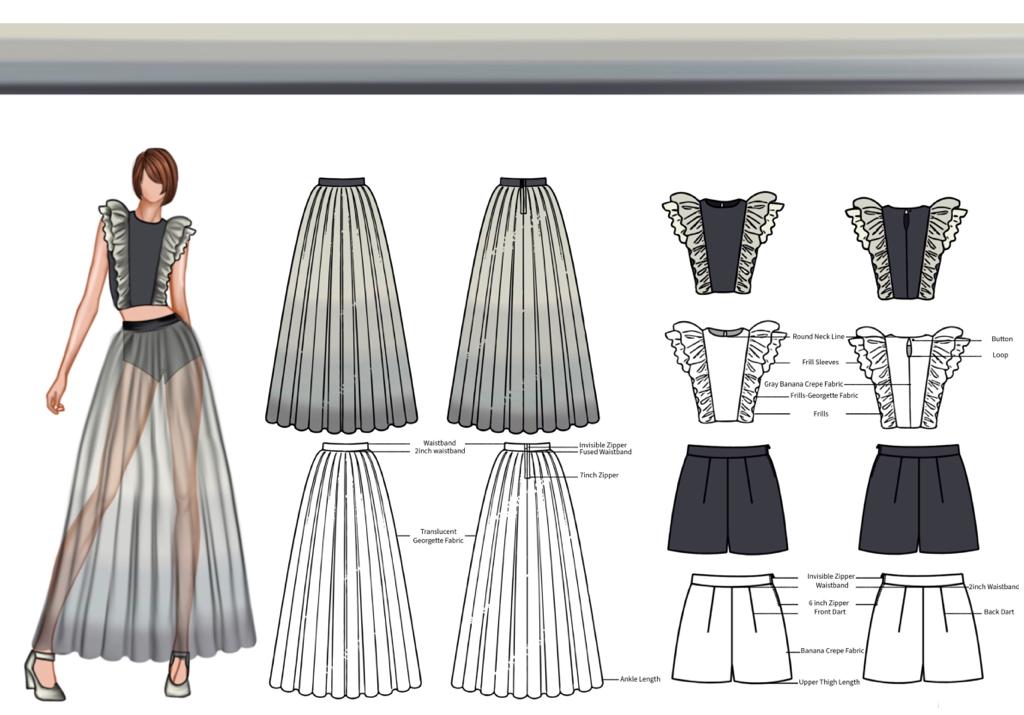 Round Neck Line
Frill Sleeves
Gray Banana Crepe Fabric
Frills-Georgette Fabric
Frills
Button
Loop
Waistband
2inch waistband
Invisible Zipper
Fused Waistband
7inch Zipper
Translucent
Georgette Fabric
Ankle Length
Invisible Zipper
Waistband
6 inch Zipper
Front Dart
Banana Crepe Fabric
Upper Thigh Length
2inch Waistband
Back Dart